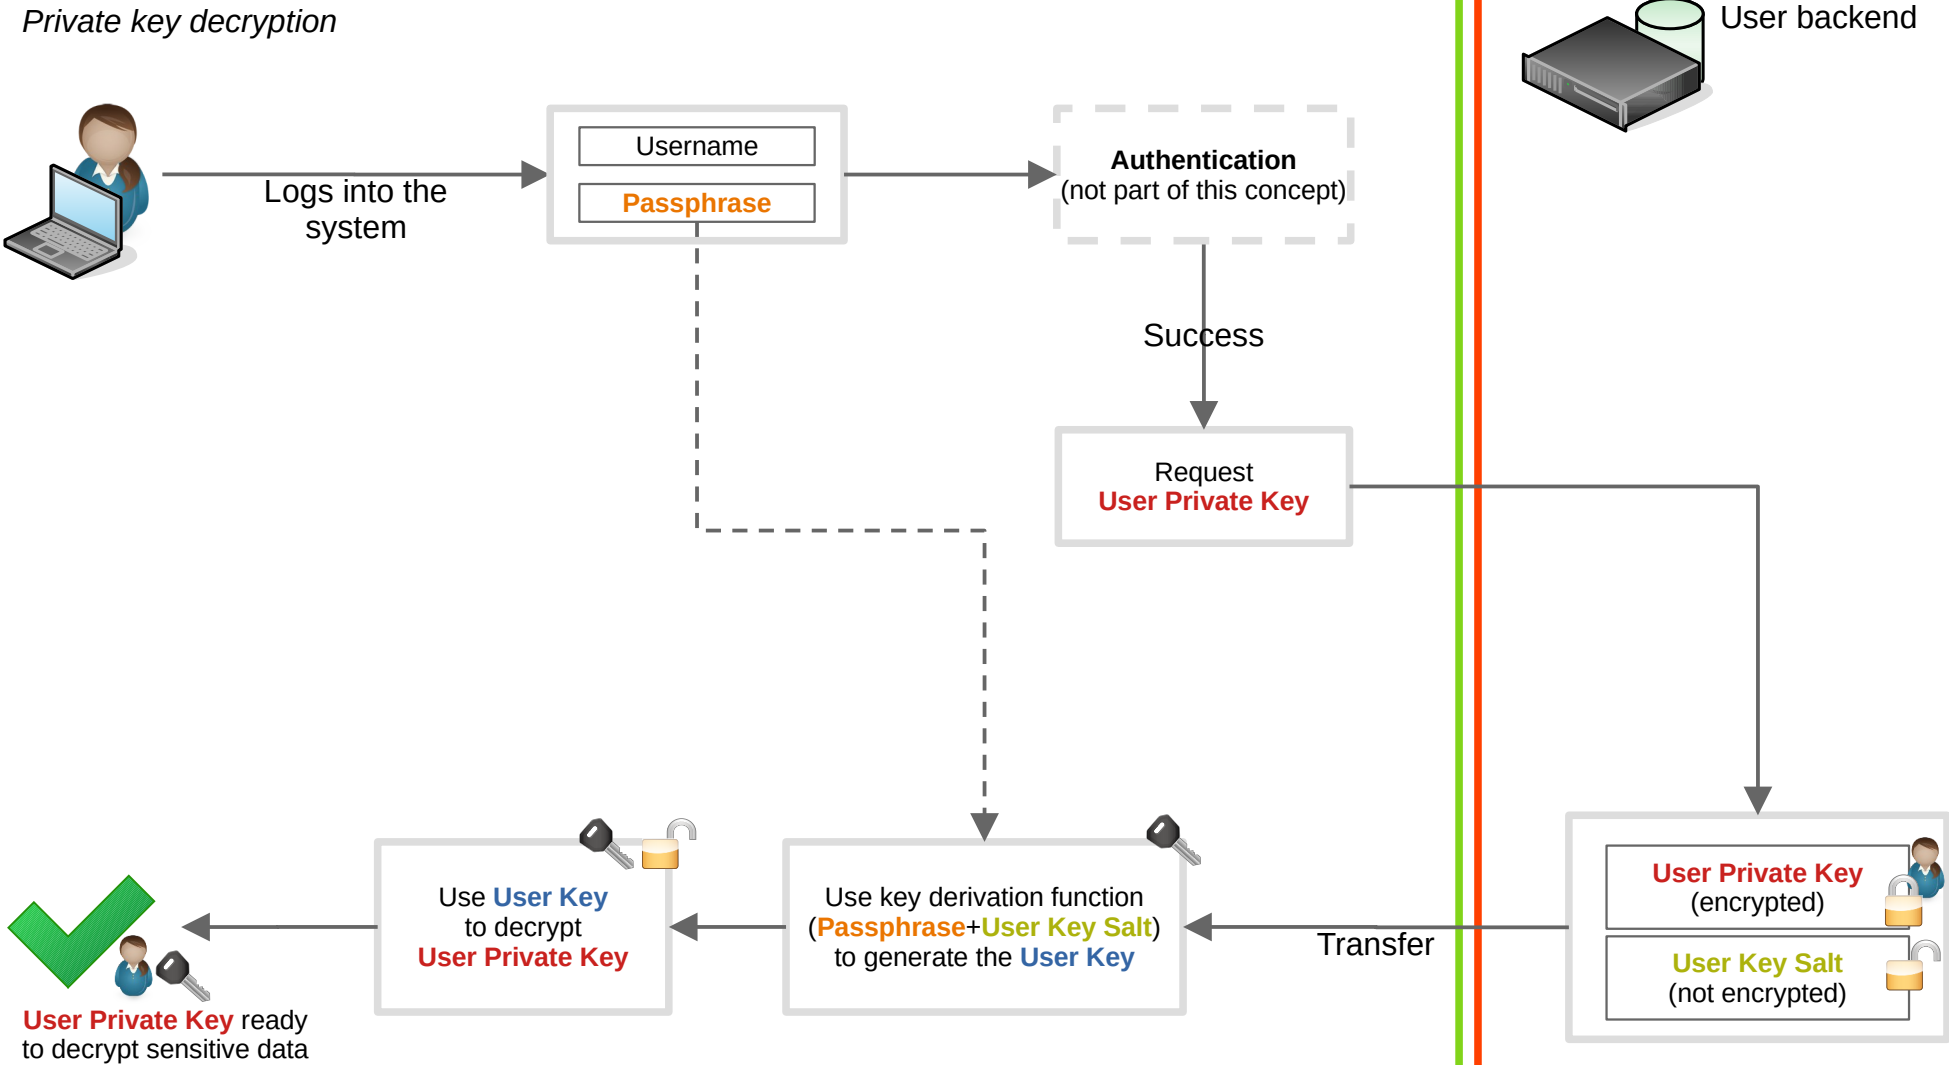 Private key decryption
User backend
Username
Passphrase
Logs into the
system
Authentication
(not part of this concept)
Success
Request
User Private Key
Use User Key
to decrypt
User Private Key
Use key derivation function
(Passphrase+User Key Salt)
to generate the User Key
Transfer
User Private Key
(encrypted)
User Key Salt
(not encrypted)
User Private Key ready
to decrypt sensitive data